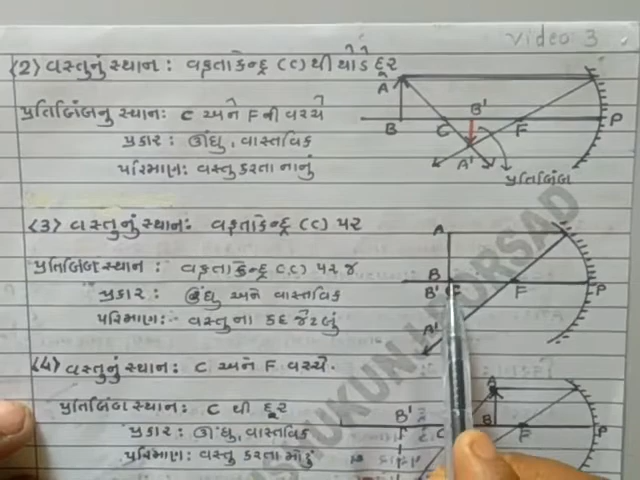 Video 3
(2) વસ્તુનું સ્થાન : વક્રતાકેન્દ્ર (C) થી થોડે દૂર
પ્રતિબિંબનુ સ્થાન : C અને F ની વચ્ચે
પ્રકાર : ઊંધુ, વાસ્તવિક
પરિમાણ : વસ્તુ કરતા નાનું
A B C B' F P A' પ્રતિબિંબ
(3) વસ્તુનું સ્થાન : વક્રતાકેન્દ્ર (C) પર
પ્રતિબિંબ સ્થાન : વક્રતાકેન્દ્ર (C) પર જ
પ્રકાર : ઊંધુ અને વાસ્તવિક
પરિમાણ :- વસ્તુના કદ જેટલું
A B B' C F P A'
(4) વસ્તુનું સ્થાન : C અને F વચ્ચે.
પ્રતિબિંબ સ્થાન : C થી દૂર
પ્રકાર : ઊંધુ, વાસ્તવિક
પરિમાણ : વસ્તુ કરતા મોટું
A B' C B F P